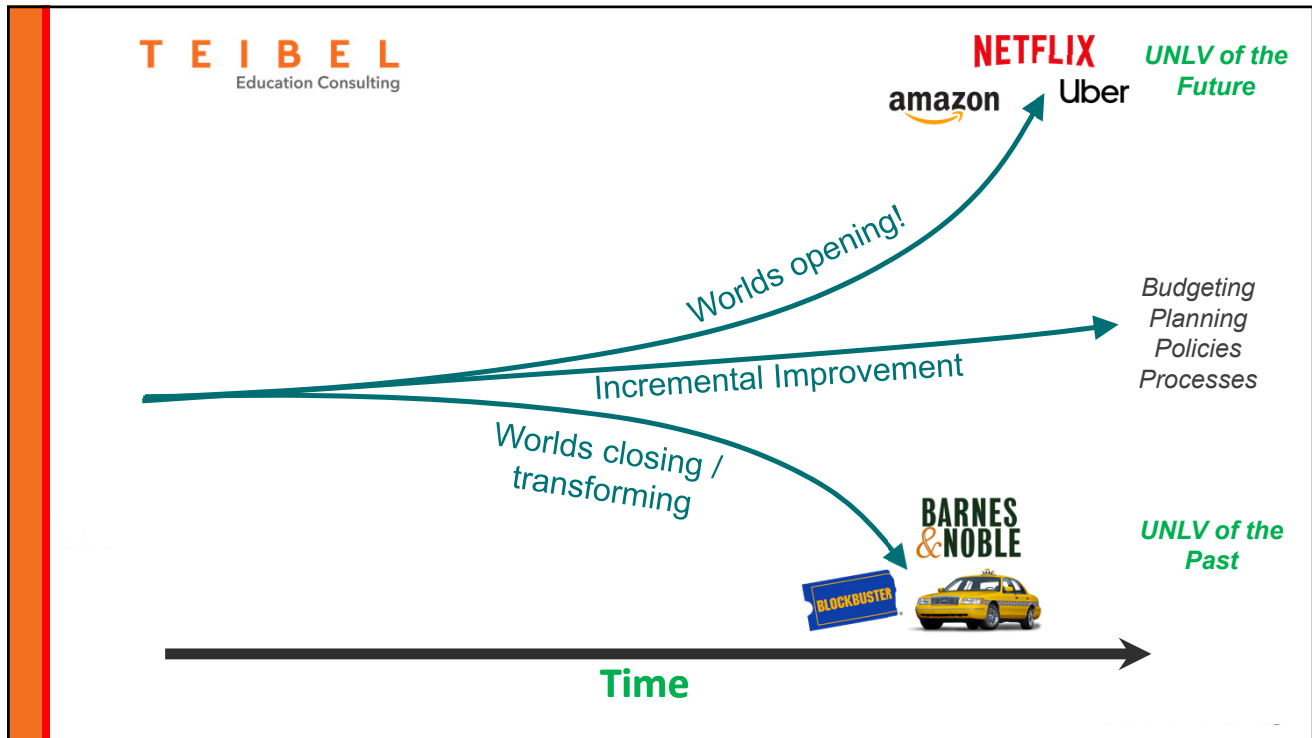 TEIBEL
Education Consulting
NETFLIX
amazon
Uber
UNLV of the
Future
Worlds opening!
Budgeting
Planning
Policies
Processes
Incremental Improvement
Worlds closing /
transforming
BARNES
&NOBLE
BLOCKBUSTER
UNLV of the
Past
Time